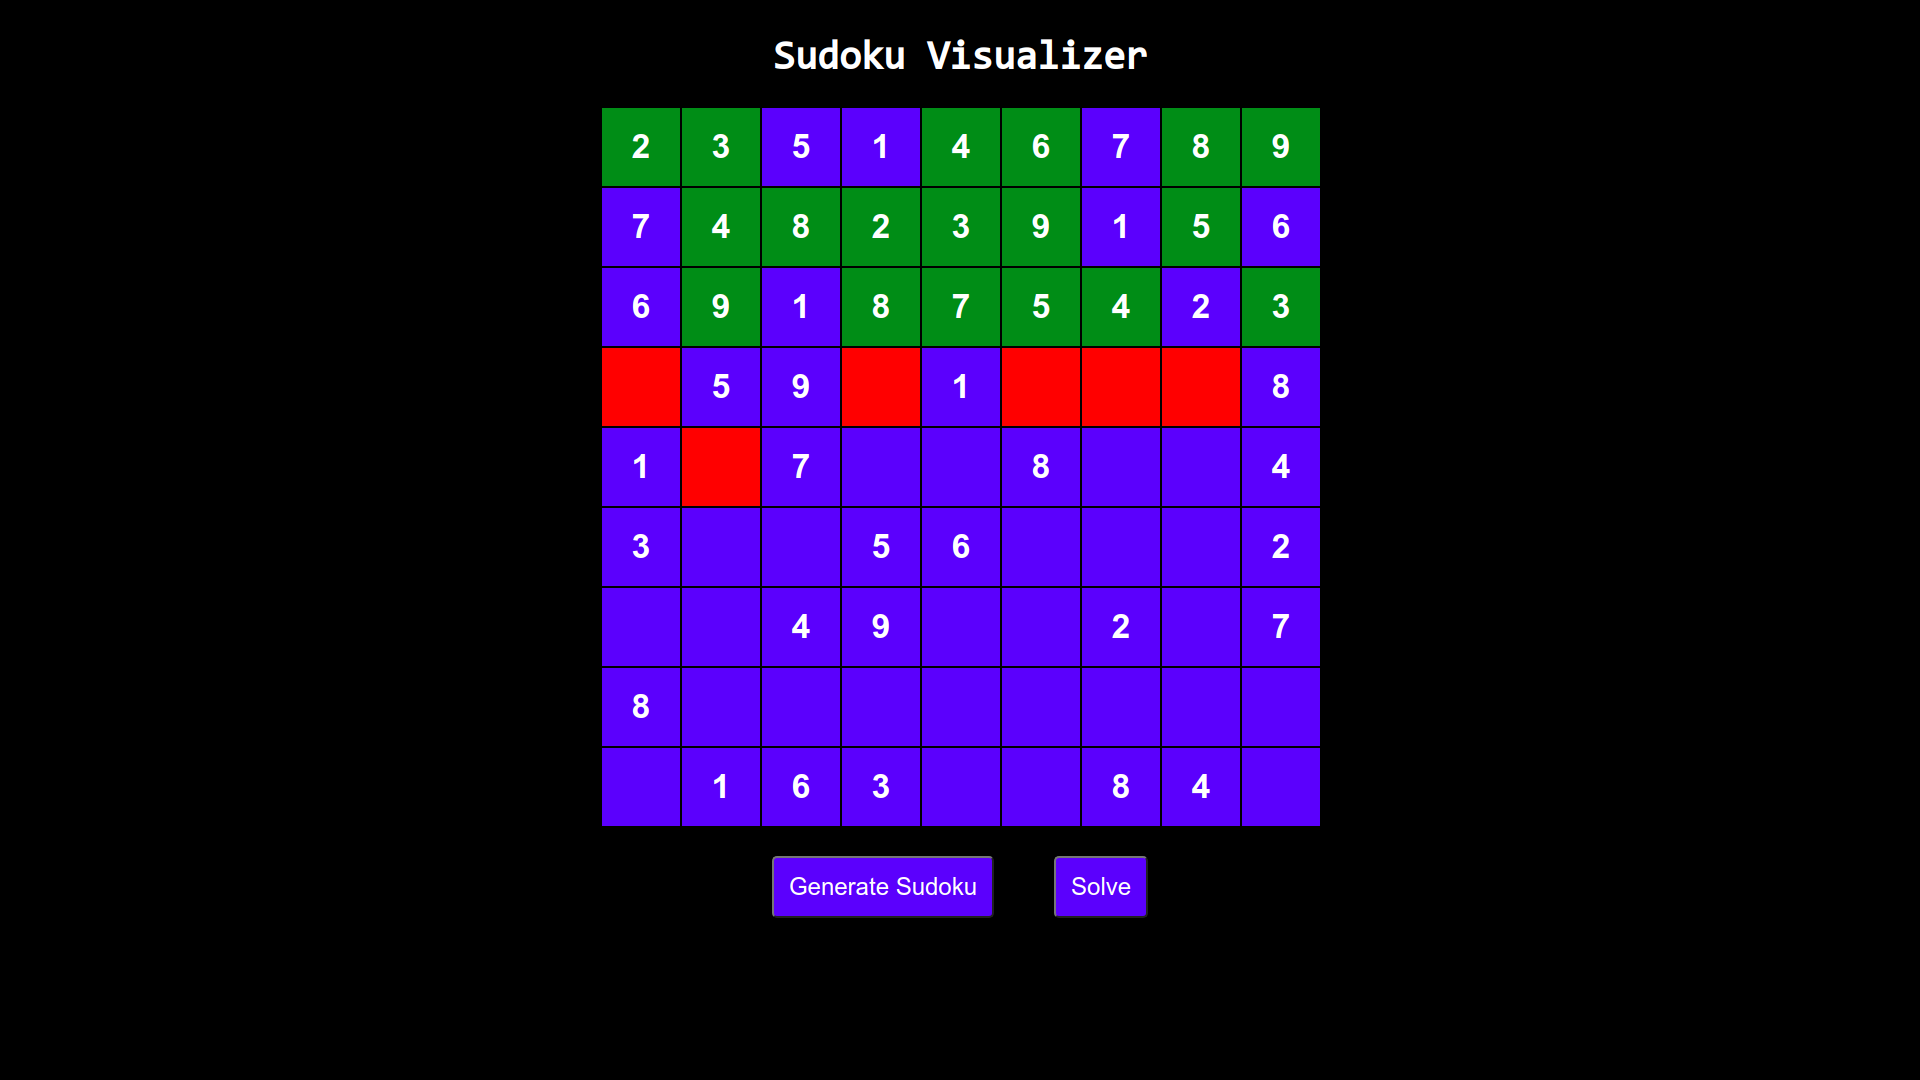 Sudoku Visualizer
2 3 5 1 4 6 7 8 9
7 4 8 2 3 9 1 5 6
6 9 1 8 7 5 4 2 3
5 9 1 8
1 7 8 4
3 5 6 2
4 9 2 7
8
1 6 3 8 4
Generate Sudoku Solve